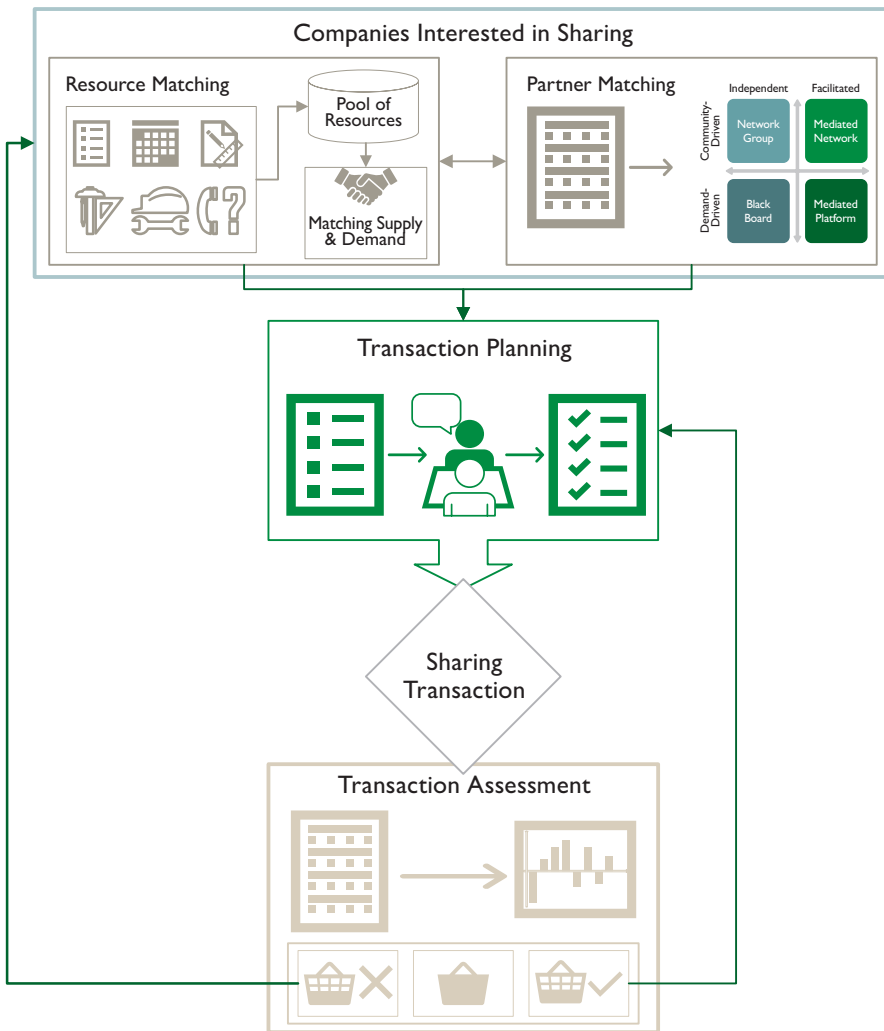 Companies Interested in Sharing
Resource Matching
Pool of
Resources
Matching Supply
& Demand
Partner Matching
Independent
Facilitated
Community-
Driven
Network
Group
Mediated
Network
Demand-
Driven
Black
Board
Mediated
Platform
Transaction Planning
Sharing
Transaction
Transaction Assessment